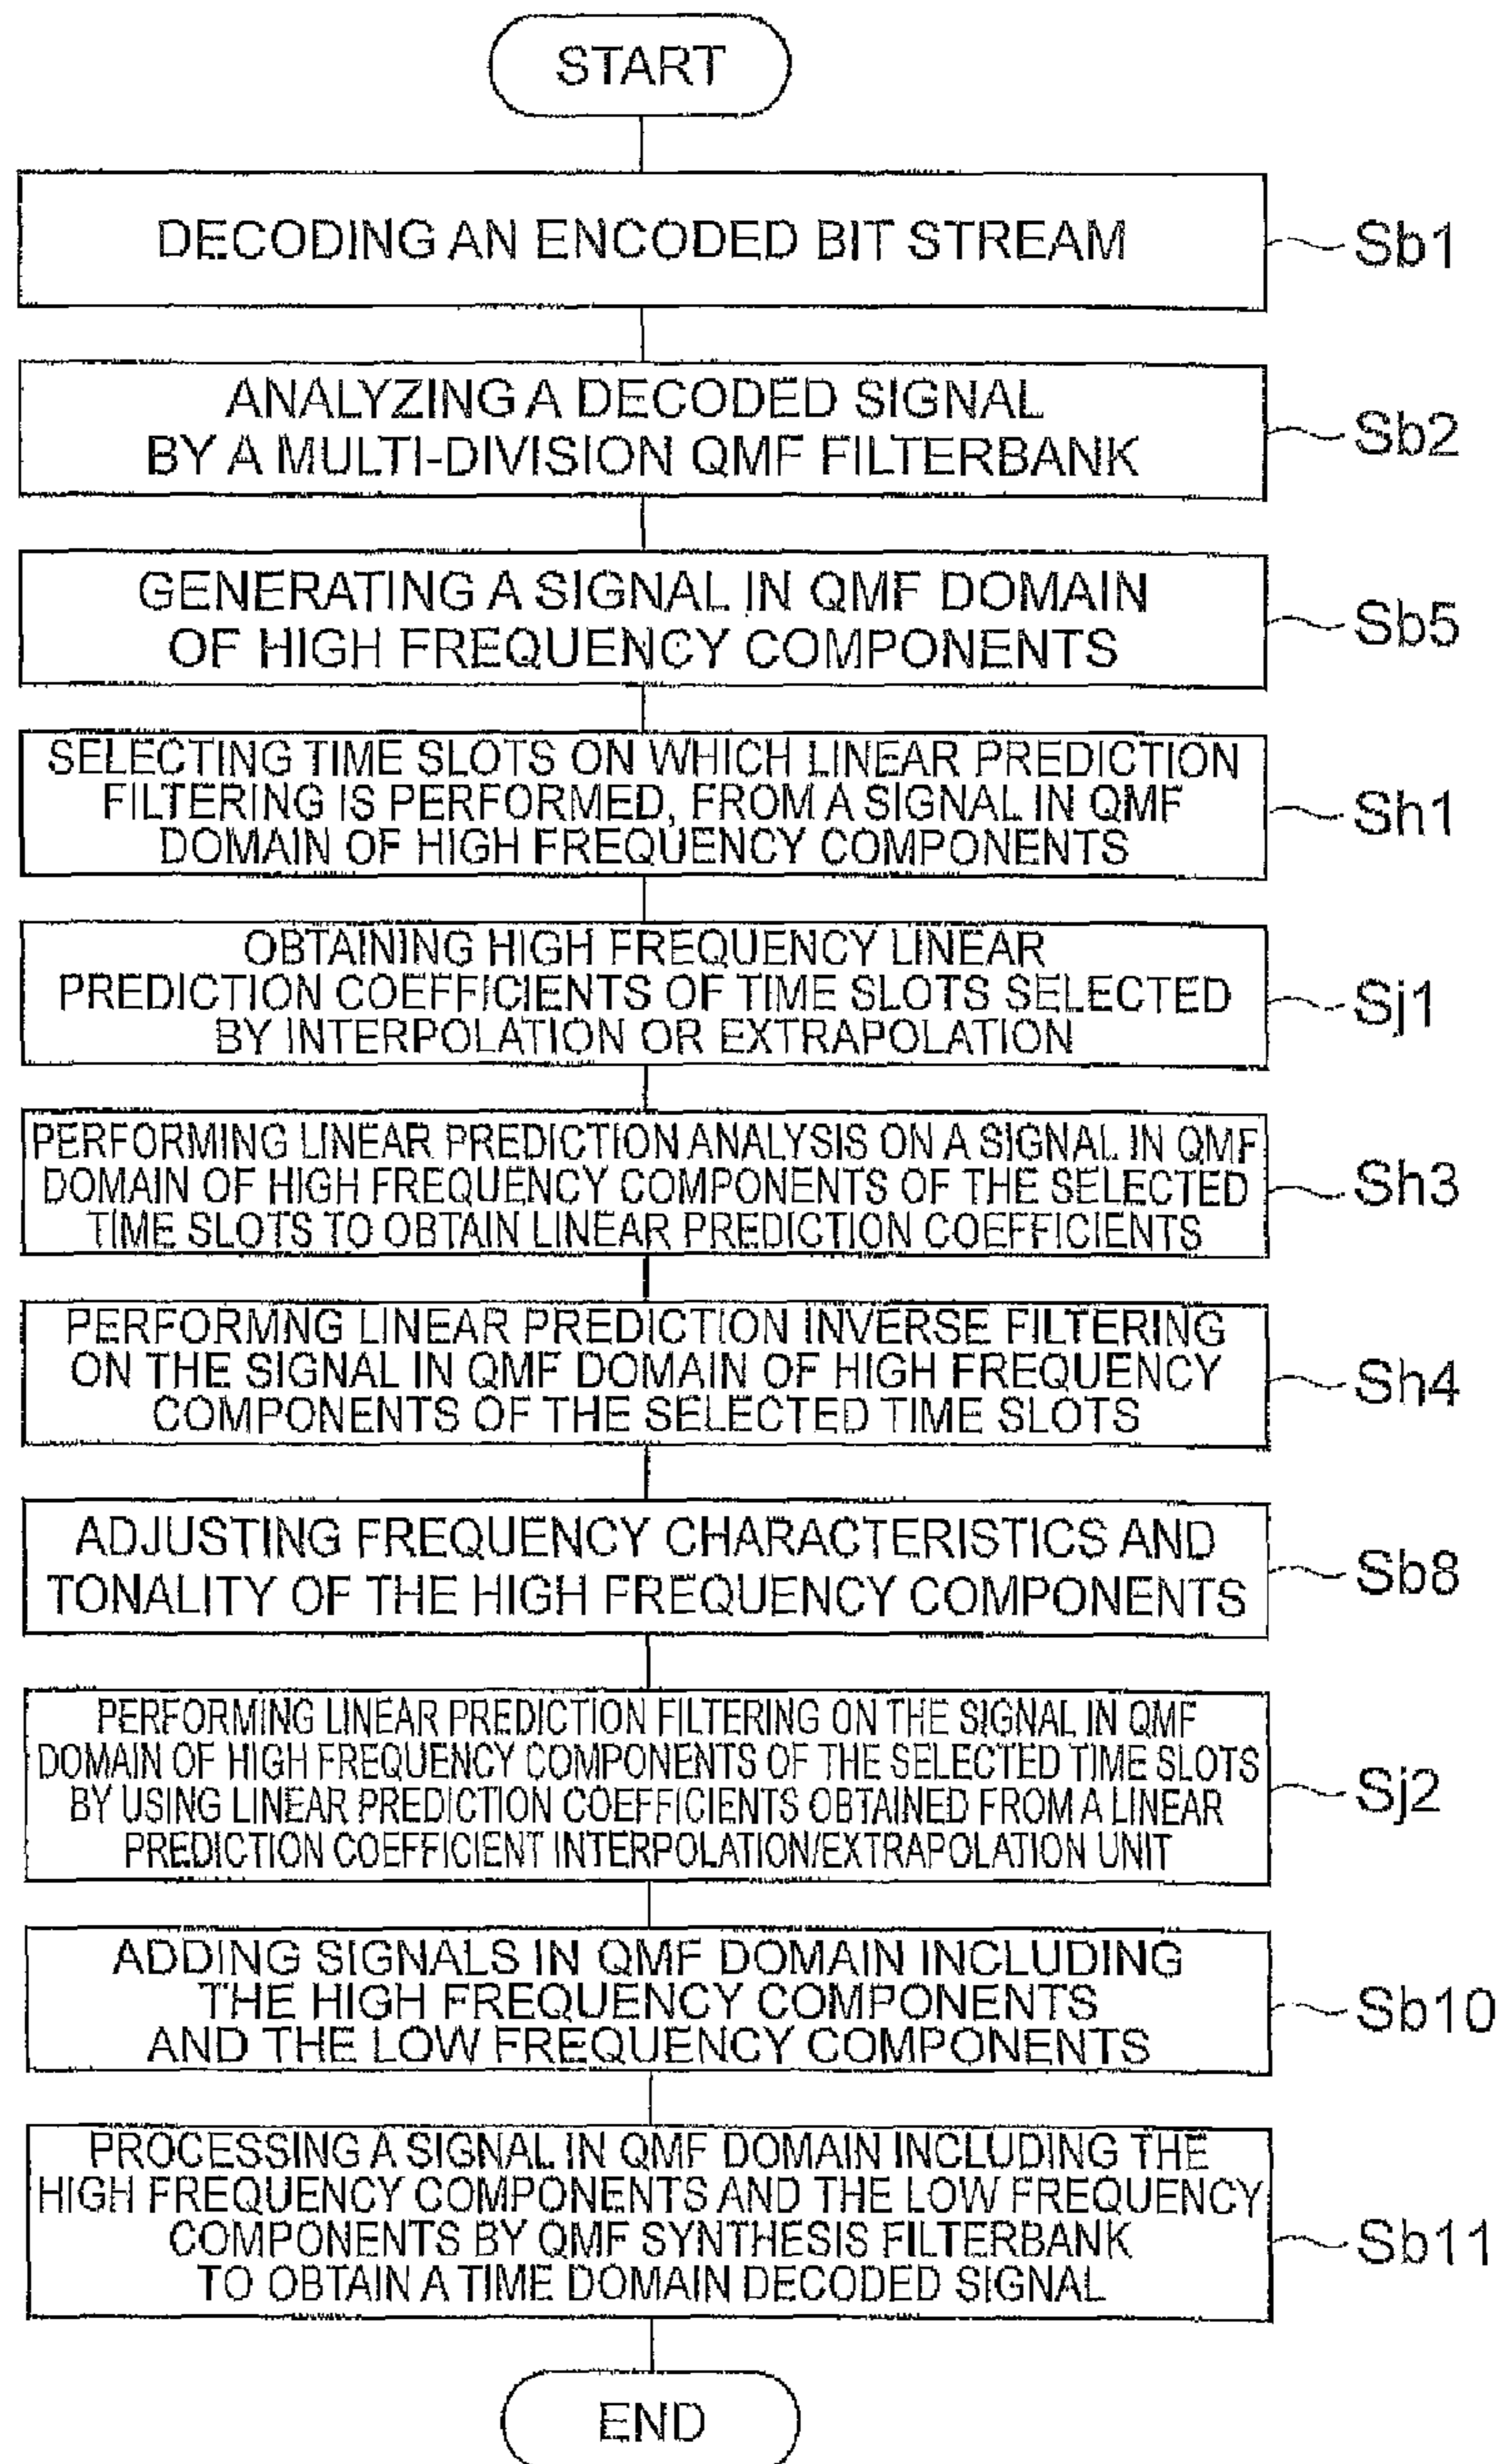 START
DECODING AN ENCODED BIT STREAM
Sb1
ANALYZING A DECODED SIGNAL
BY A MULTI-DIVISION QMF FILTERBANK
Sb2
GENERATING A SIGNAL IN QMF DOMAIN
OF HIGH FREQUENCY COMPONENTS
Sb5
SELECTING TIME SLOTS ON WHICH LINEAR PREDICTION
FILTERING IS PERFORMED, FROM A SIGNAL IN QMF
DOMAIN OF HIGH FREQUENCY COMPONENTS
Sh1
OBTAINING HIGH FREQUENCY LINEAR
PREDICTION COEFFICIENTS OF TIME SLOTS SELECTED
BY INTERPOLATION OR EXTRAPOLATION
Sj1
PERFORMING LINEAR PREDICTION ANALYSIS ON A SIGNAL IN QMF
DOMAIN OF HIGH FREQUENCY COMPONENTS OF THE SELECTED
TIME SLOTS TO OBTAIN LINEAR PREDICTION COEFFICIENTS
Sh3
PERFORMNG LINEAR PREDICTION INVERSE FILTERING
ON THE SIGNAL IN QMF DOMAIN OF HIGH FREQUENCY
COMPONENTS OF THE SELECTED TIME SLOTS
Sh4
ADJUSTING FREQUENCY CHARACTERISTICS AND
TONALITY OF THE HIGH FREQUENCY COMPONENTS
Sb8
PERFORMING LINEAR PREDICTION FILTERING ON THE SIGNAL IN QMF
DOMAIN OF HIGH FREQUENCY COMPONENTS OF THE SELECTED TIME SLOTS
BY USING LINEAR PREDICTION COEFFICIENTS OBTAINED FROM A LINEAR
PREDICTION COEFFICIENT INTERPOLATION/EXTRAPOLATION UNIT
Sj2
ADDING SIGNALS IN QMF DOMAIN INCLUDING
THE HIGH FREQUENCY COMPONENTS
AND THE LOW FREQUENCY COMPONENTS
Sb10
PROCESSING A SIGNAL IN QMF DOMAIN INCLUDING THE
HIGH FREQUENCY COMPONENTS AND THE LOW FREQUENCY
COMPONENTS BY QMF SYNTHESIS FILTERBANK
TO OBTAIN A TIME DOMAIN DECODED SIGNAL
Sb11
END